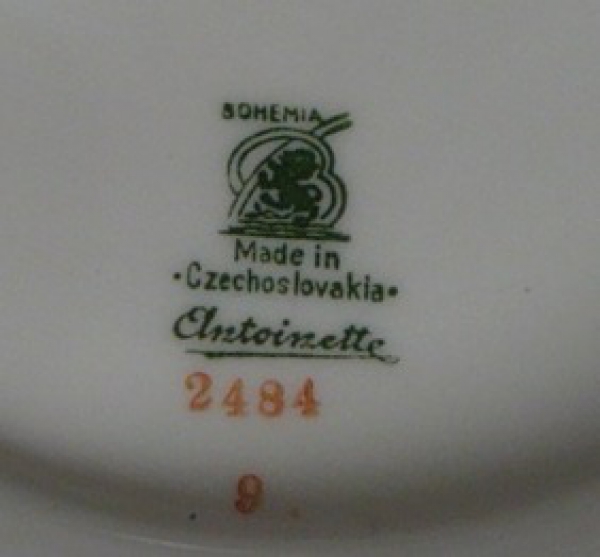 BOHEMIA
Made in
•Czechoslovakia•
Antoinette
2484
9